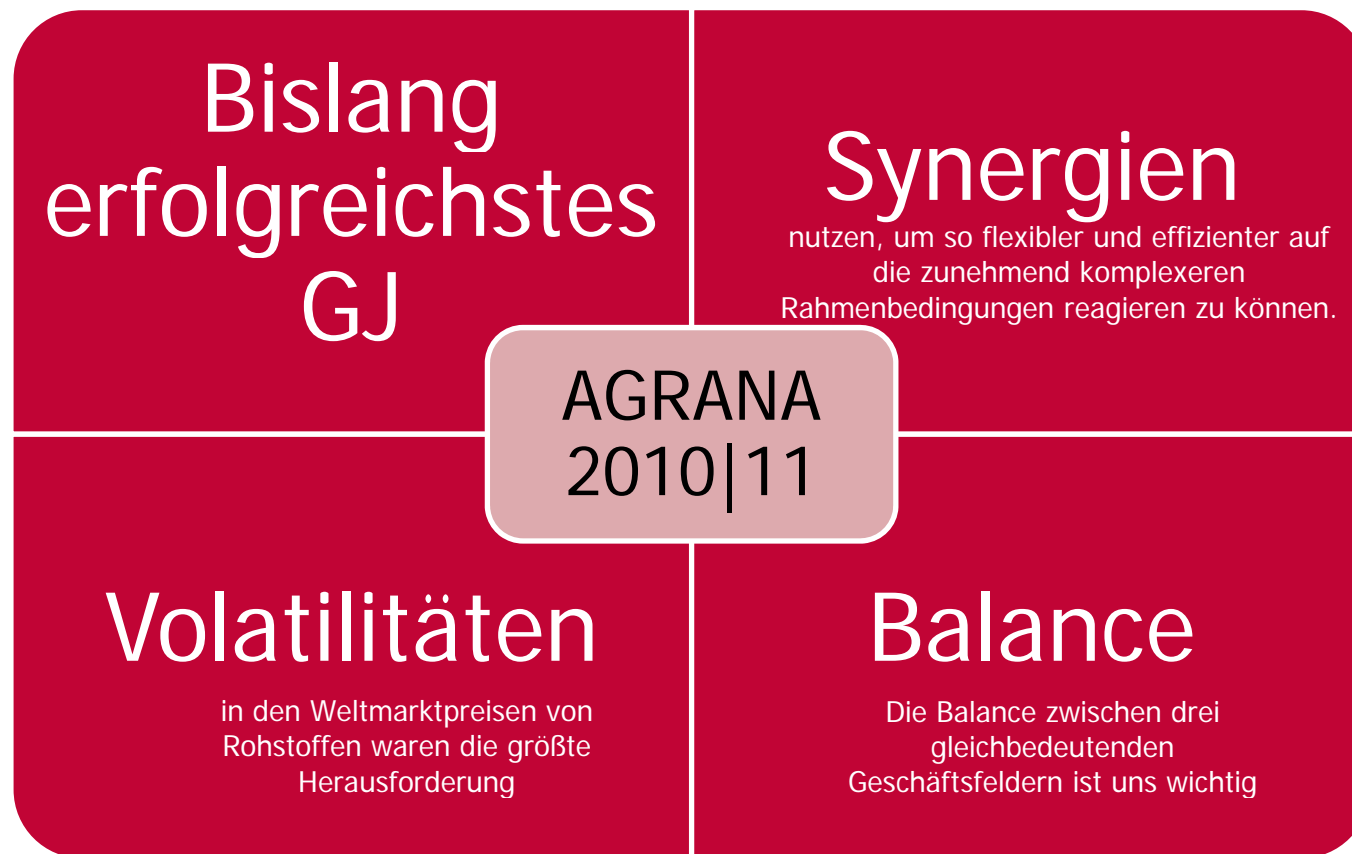 Bislang
erfolgreichstes
GJ
Synergien
nutzen, um so flexibler und effizienter auf
die zunehmend komplexeren
Rahmenbedingungen reagieren zu können.
AGRANA
2010|11
Volatilitäten
in den Weltmarktpreisen von
Rohstoffen waren die größte
Herausforderung
Balance
Die Balance zwischen drei
gleichbedeutenden
Geschäftsfeldern ist uns wichtig